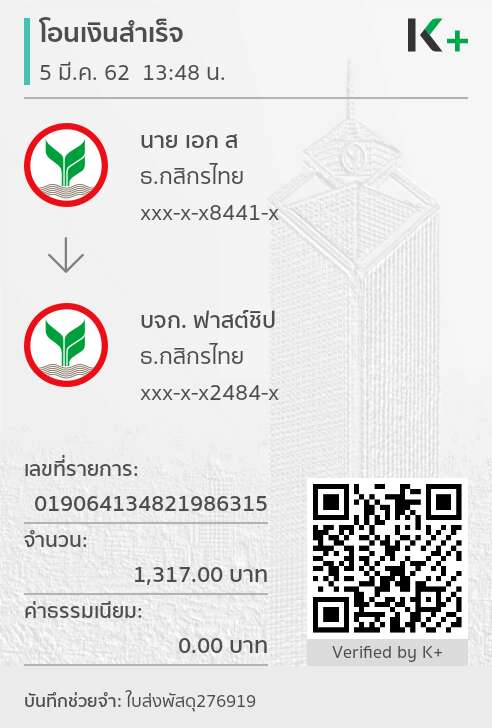 โอนเงินสำเร็จ
5 มี.ค. 62 13:48 น.
K+
นาย เอก ส
ธ.กสิกรไทย
xxx-x-x8441-x
บจก. ฟาสต์ชิป
ธ.กสิกรไทย
xxx-x-x2484-x
เลขที่รายการ:
019064134821986315
จำนวน:
1,317.00 บาท
ค่าธรรมเนียม:
0.00 บาท
Verified by K+
บันทึกช่วยจำ: ใบส่งพัสดุ276919